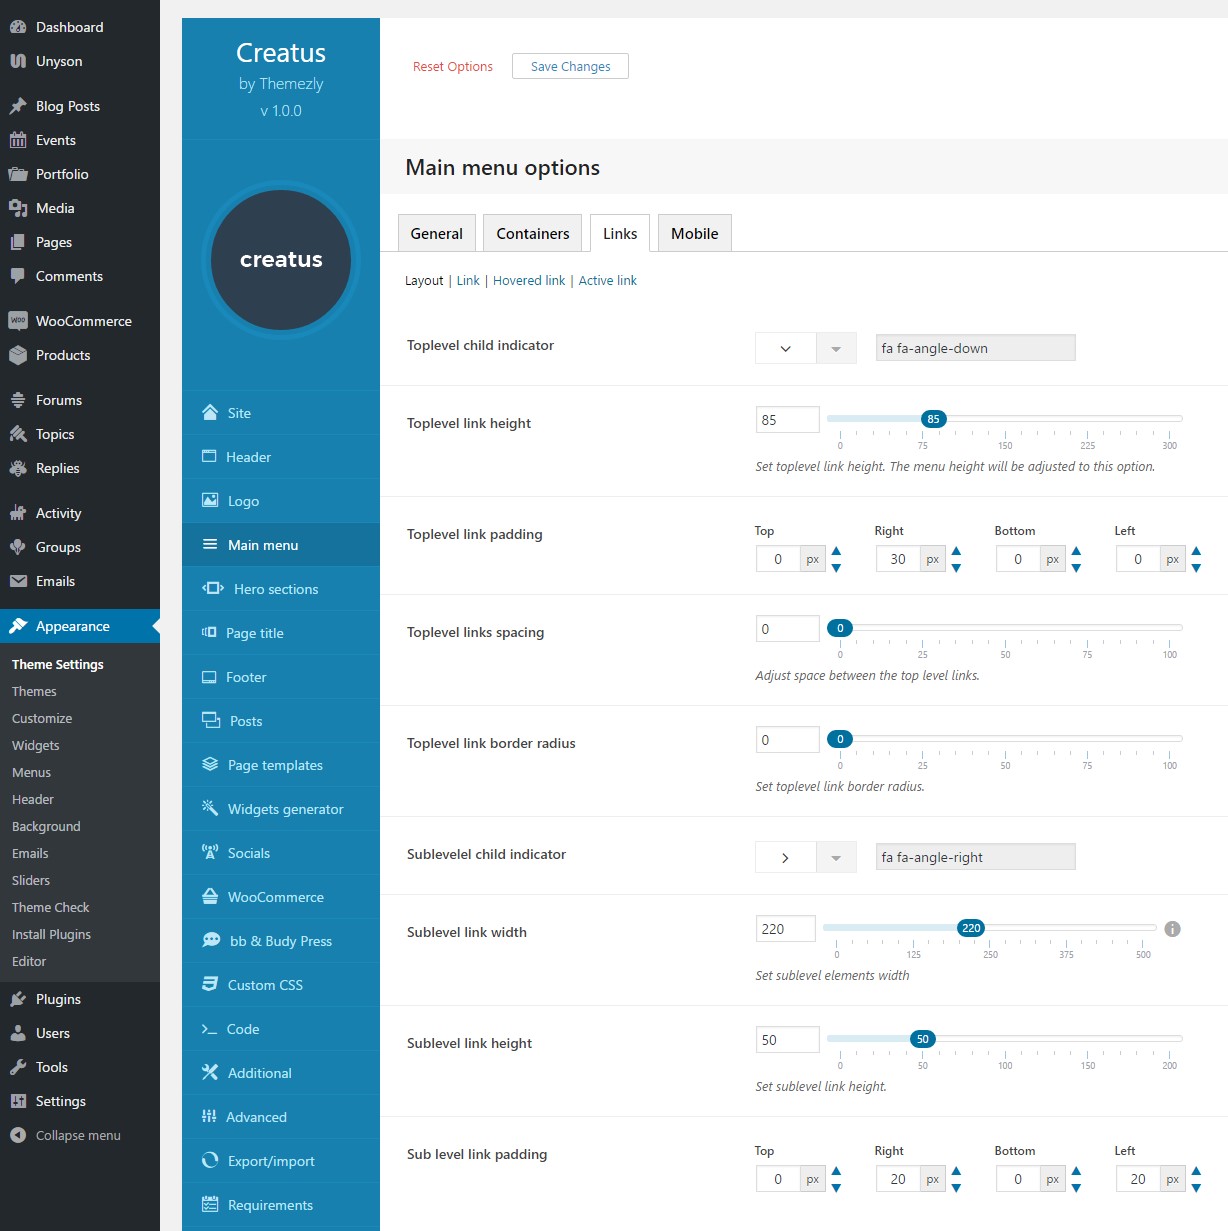 Dashboard
Unyson
Blog Posts
Events
Portfolio
Media
Pages
Comments
WOO WooCommerce
Products
Forums
Topics
Replies
Activity
Groups
Emails
Appearance
Theme Settings
Themes
Customize
Widgets
Menus
Header
Background
Emails
Sliders
Theme Check
Install Plugins
Editor
Plugins
Users
Tools
Settings
Collapse menu
Creatus
by Themezly
v 1.0.0
creatus
Site
Header
Logo
Main menu
Hero sections
Page title
Footer
Posts
Page templates
Widgets generator
Socials
WooCommerce
bb & Budy Press
Custom CSS
Code
Additional
Advanced
Export/import
Requirements
Reset Options Save Changes
Main menu options
General Containers Links Mobile
Layout | Link | Hovered link | Active link
Toplevel child indicator fa fa-angle-down
Toplevel link height 85 85
0 75 150 225 300
Set toplevel link height. The menu height will be adjusted to this option.
Top Right Bottom Left
Toplevel link padding
0 px 30 px 0 px 0 px
Toplevel links spacing 0 0
0 25 50 75 100
Adjust space between the top level links.
Toplevel link border radius 0 0
0 25 50 75 100
Set toplevel link border radius.
Sublevelel child indicator fa fa-angle-right
Sublevel link width 220 220
0 125 250 375 500
Set sublevel elements width
Sublevel link height 50 50
0 50 100 150 200
Set sublevel link height.
Top Right Bottom Left
Sub level link padding
0 px 20 px 0 px 20 px